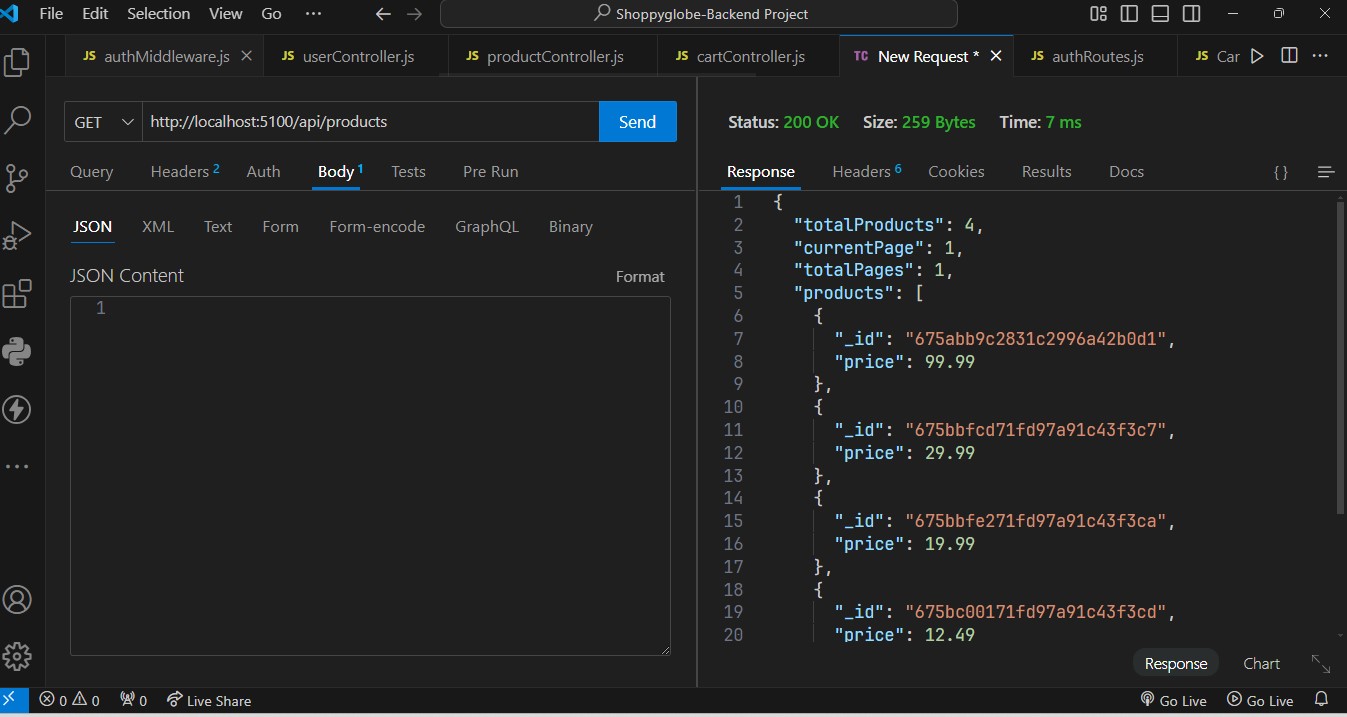 File Edit Selection View Go ··· Shoppyglobe-Backend Project
JS authMiddleware.js JS userController.js JS productController.js JS cartController.js TC New Request * JS authRoutes.js JS Car
GET http://localhost:5100/api/products Send
Query Headers 2 Auth Body 1 Tests Pre Run
JSON XML Text Form Form-encode GraphQL Binary
JSON Content Format
1
Status: 200 OK Size: 259 Bytes Time: 7 ms
Response Headers 6 Cookies Results Docs { }
1 {
2 "totalProducts": 4,
3 "currentPage": 1,
4 "totalPages": 1,
5 "products": [
6 {
7 "_id": "675abb9c2831c2996a42b0d1",
8 "price": 99.99
9 },
10 {
11 "_id": "675bbfcd71fd97a91c43f3c7",
12 "price": 29.99
13 },
14 {
15 "_id": "675bbfe271fd97a91c43f3ca",
16 "price": 19.99
17 },
18 {
19 "_id": "675bc00171fd97a91c43f3cd",
20 "price": 12.49
Response Chart
0 0 0 Live Share Go Live Go Live